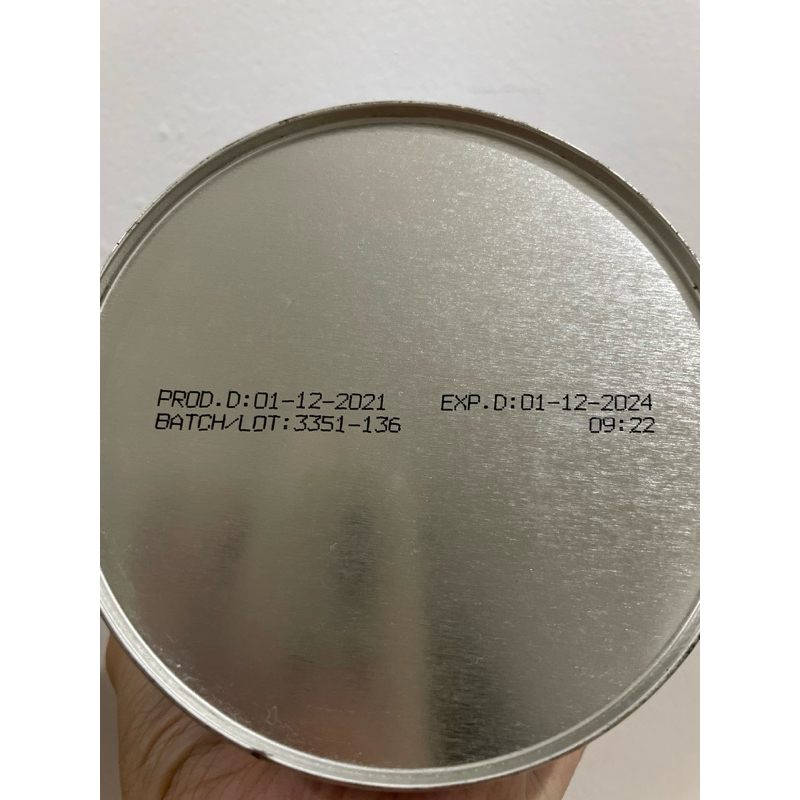 PROD.D:01-12-2021 EXP.D:01-12-2024
BATCH/LOT:3351-136 09:22